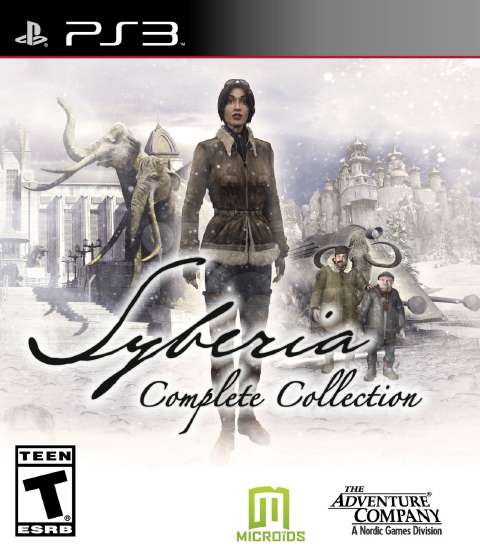 PS3
Syberia
Complete Collection
TEEN
T
ESRB
MICROÏDS
THE
ADVENTURE
COMPANY
A Nordic Games Division